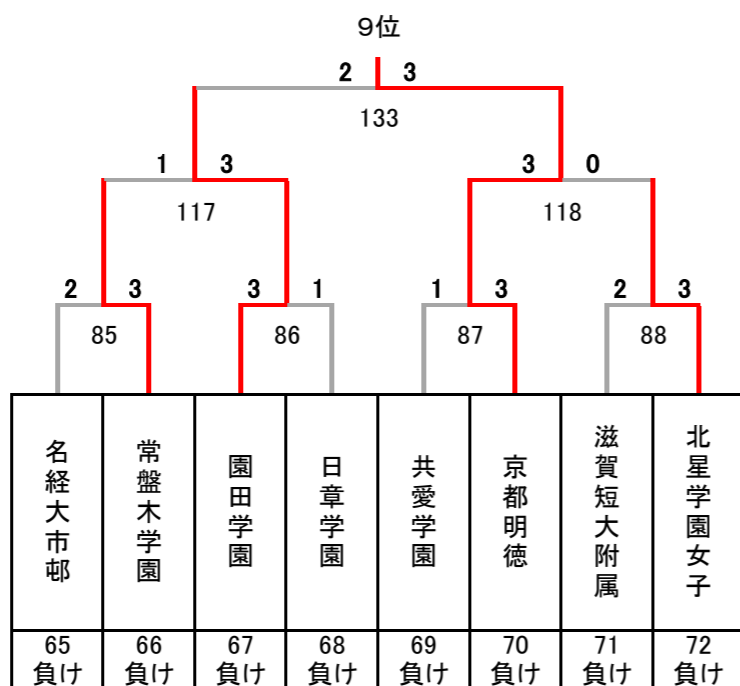 9位
2 3
133
1 3 3 0
117 118
2 3 3 1 1 3 2 3
85 86 87 88
名経大市邨
常盤木学園
園田学園
日章学園
共愛学園
京都明徳
滋賀短大附属
北星学園女子
65 66 67 68 69 70 71 72
負け 負け 負け 負け 負け 負け 負け 負け